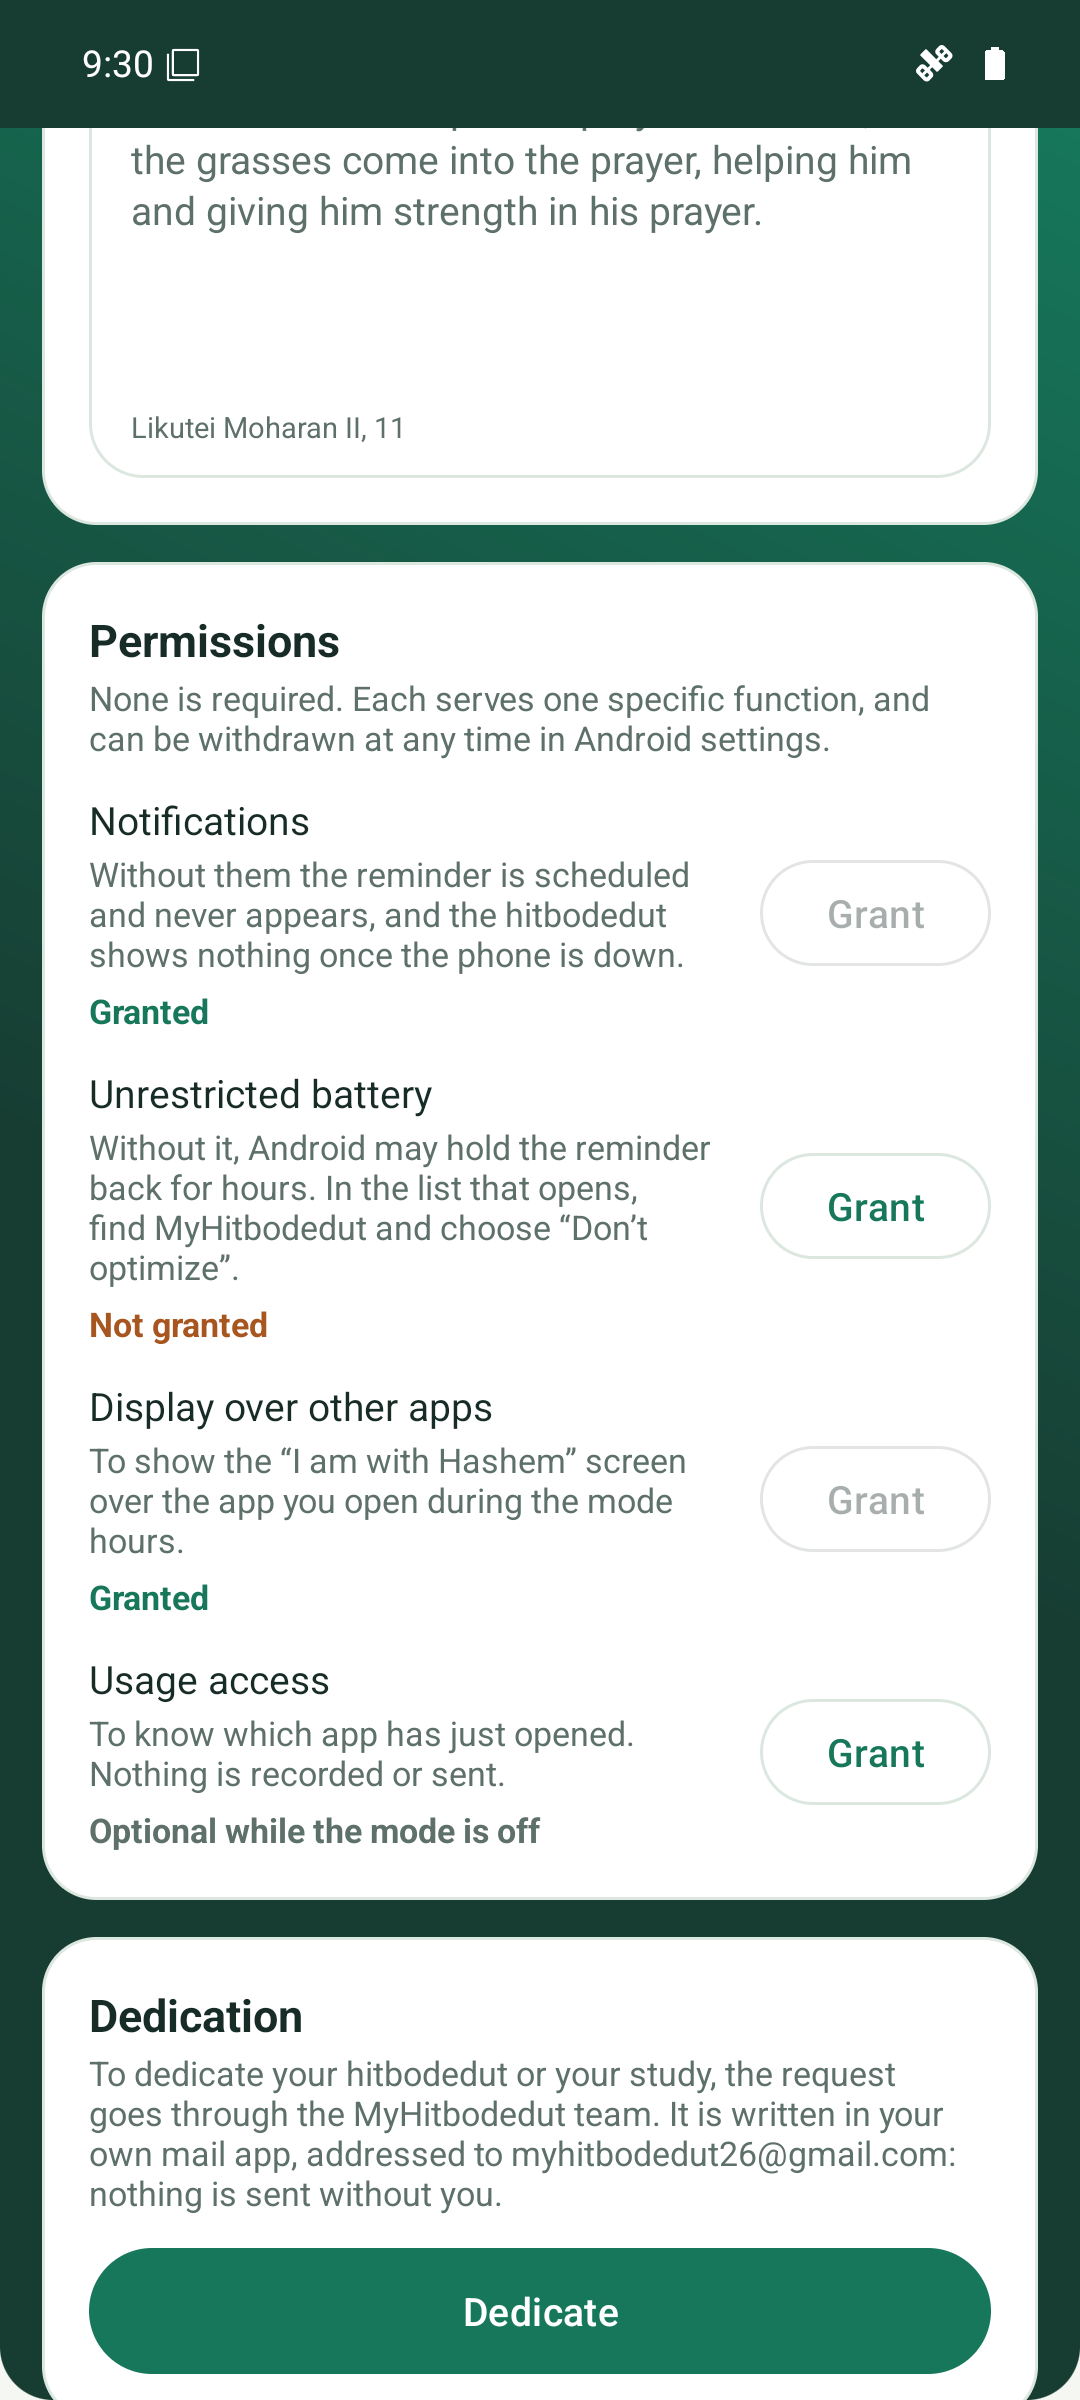 9:30
the grasses come into the prayer, helping him
and giving him strength in his prayer.
Likutei Moharan II, 11
Permissions
None is required. Each serves one specific function, and
can be withdrawn at any time in Android settings.
Notifications
Without them the reminder is scheduled
and never appears, and the hitbodedut
shows nothing once the phone is down.
Grant
Granted
Unrestricted battery
Without it, Android may hold the reminder
back for hours. In the list that opens,
find MyHitbodedut and choose “Don’t
optimize”.
Grant
Not granted
Display over other apps
To show the “I am with Hashem” screen
over the app you open during the mode
hours.
Grant
Granted
Usage access
To know which app has just opened.
Nothing is recorded or sent.
Grant
Optional while the mode is off
Dedication
To dedicate your hitbodedut or your study, the request
goes through the MyHitbodedut team. It is written in your
own mail app, addressed to myhitbodedut26@gmail.com:
nothing is sent without you.
Dedicate